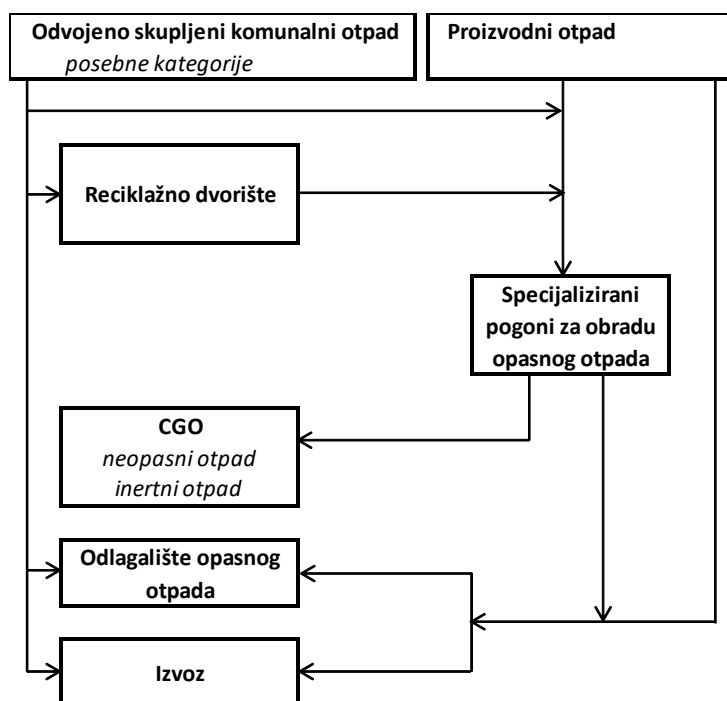 Odvojeno skupljeni komunalni otpad
posebne kategorije
Proizvodni otpad
Reciklažno dvorište
Specijalizirani
pogoni za obradu
opasnog otpada
CGO
neopasni otpad
inertni otpad
Odlagalište opasnog
otpada
Izvoz